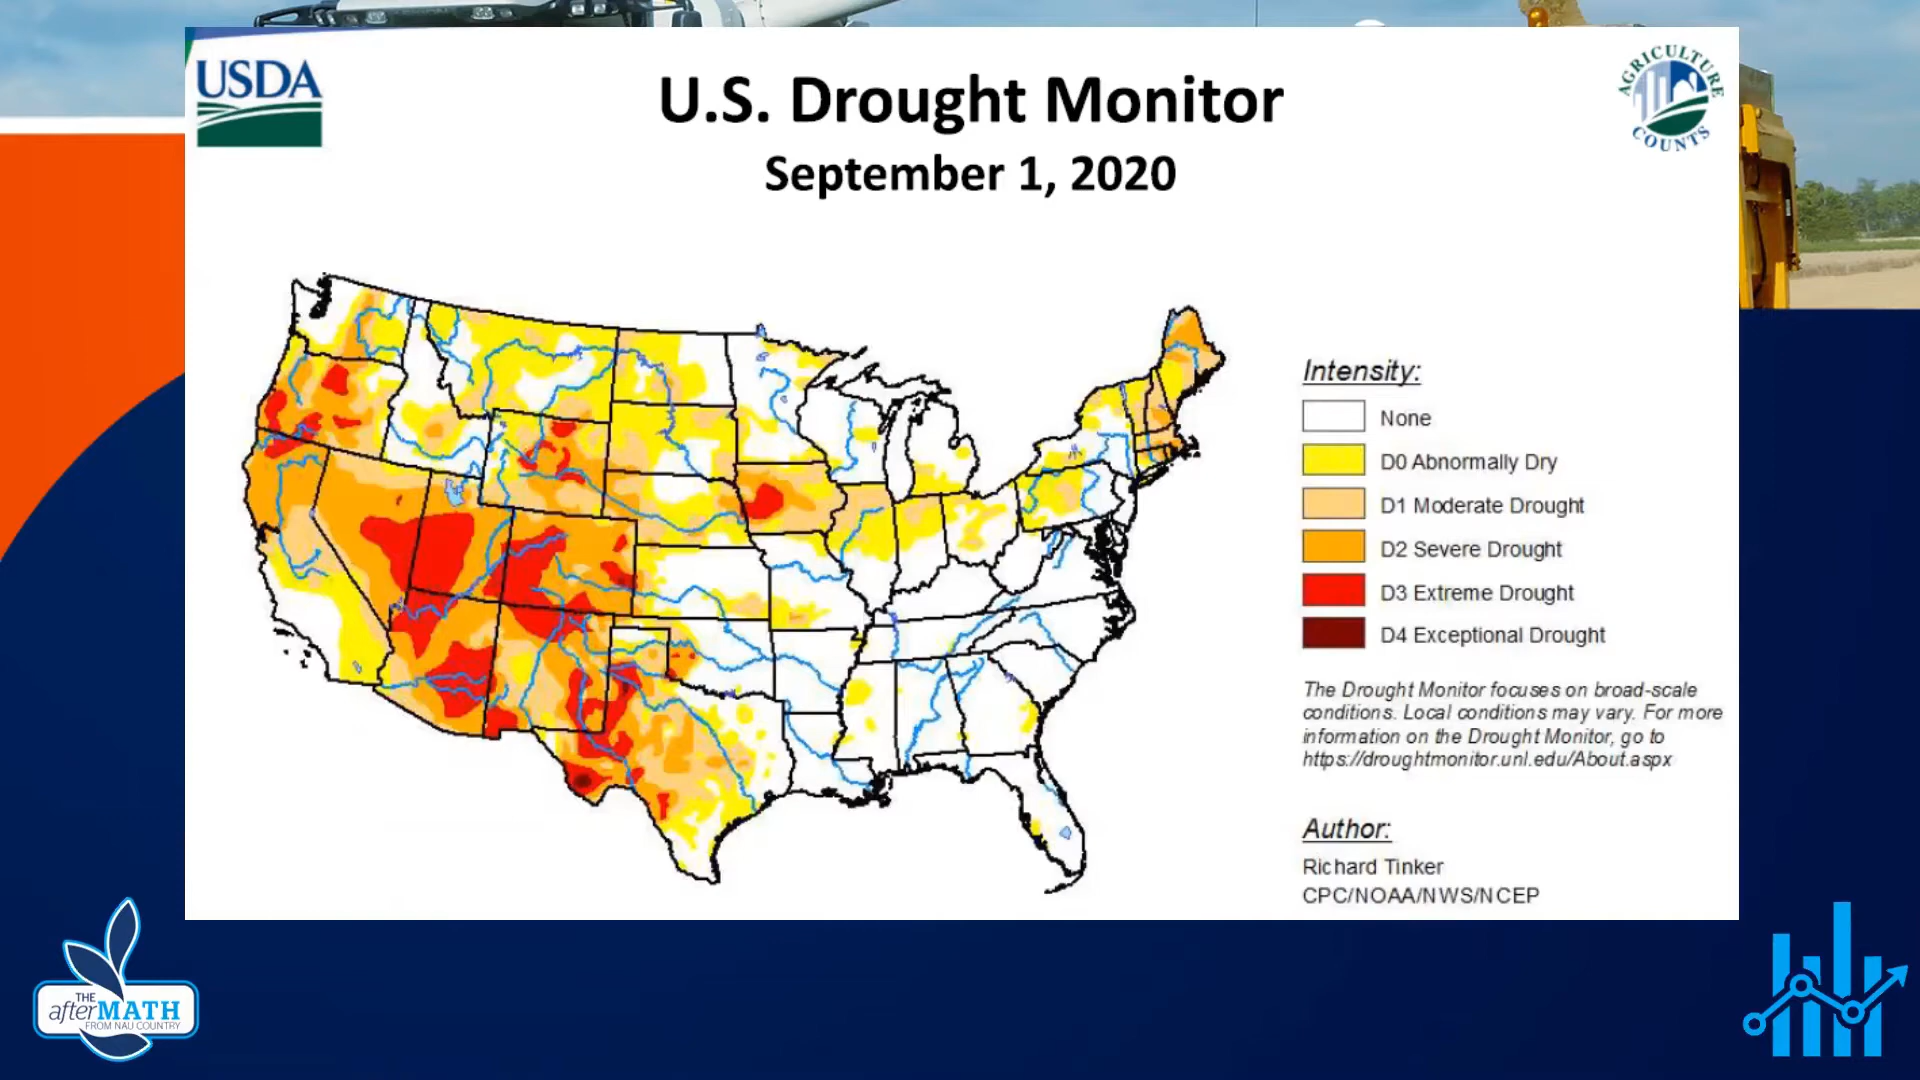 USDA
U.S. Drought Monitor
September 1, 2020
AGRICULTURE
COUNTS
Intensity:
None
D0 Abnormally Dry
D1 Moderate Drought
D2 Severe Drought
D3 Extreme Drought
D4 Exceptional Drought
The Drought Monitor focuses on broad-scale
conditions. Local conditions may vary. For more
information on the Drought Monitor, go to
https://droughtmonitor.unl.edu/About.aspx
Author:
Richard Tinker
CPC/NOAA/NWS/NCEP
THE
afterMATH
FROM NAU COUNTRY